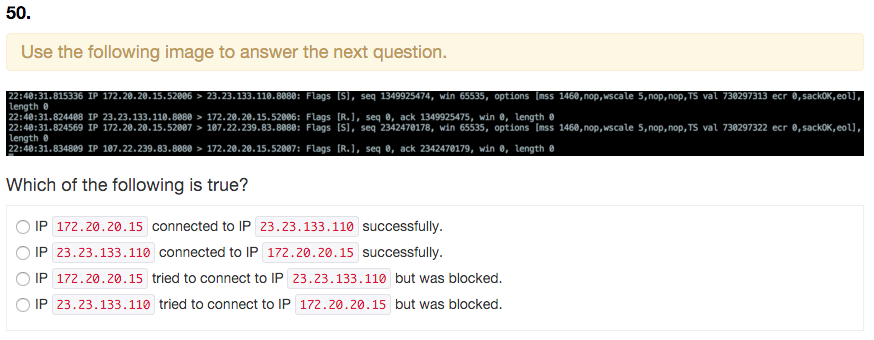 50.
Use the following image to answer the next question.
22:40:31.815336 IP 172.20.20.15.52006 > 23.23.133.110.8080: Flags [S], seq 1349925474, win 65535, options [mss 1460,nop,wscale 5,nop,nop,TS val 730297313 ecr 0,sackOK,eol],
length 0
22:40:31.824408 IP 23.23.133.110.8080 > 172.20.20.15.52006: Flags [R.], seq 0, ack 1349925475, win 0, length 0
22:40:31.824569 IP 172.20.20.15.52007 > 107.22.239.83.8080: Flags [S], seq 2342470178, win 65535, options [mss 1460,nop,wscale 5,nop,nop,TS val 730297322 ecr 0,sackOK,eol],
length 0
22:40:31.834809 IP 107.22.239.83.8080 > 172.20.20.15.52007: Flags [R.], seq 0, ack 2342470179, win 0, length 0
Which of the following is true?
IP 172.20.20.15 connected to IP 23.23.133.110 successfully.
IP 23.23.133.110 connected to IP 172.20.20.15 successfully.
IP 172.20.20.15 tried to connect to IP 23.23.133.110 but was blocked.
IP 23.23.133.110 tried to connect to IP 172.20.20.15 but was blocked.